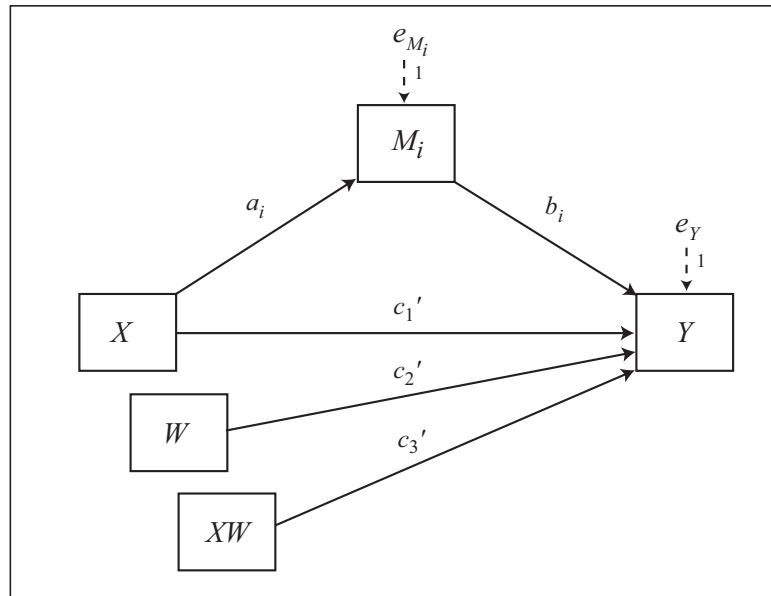 e_{M_i}
1
M_i
a_i
b_i
e_Y
1
X
c_1′
Y
c_2′
W
c_3′
XW